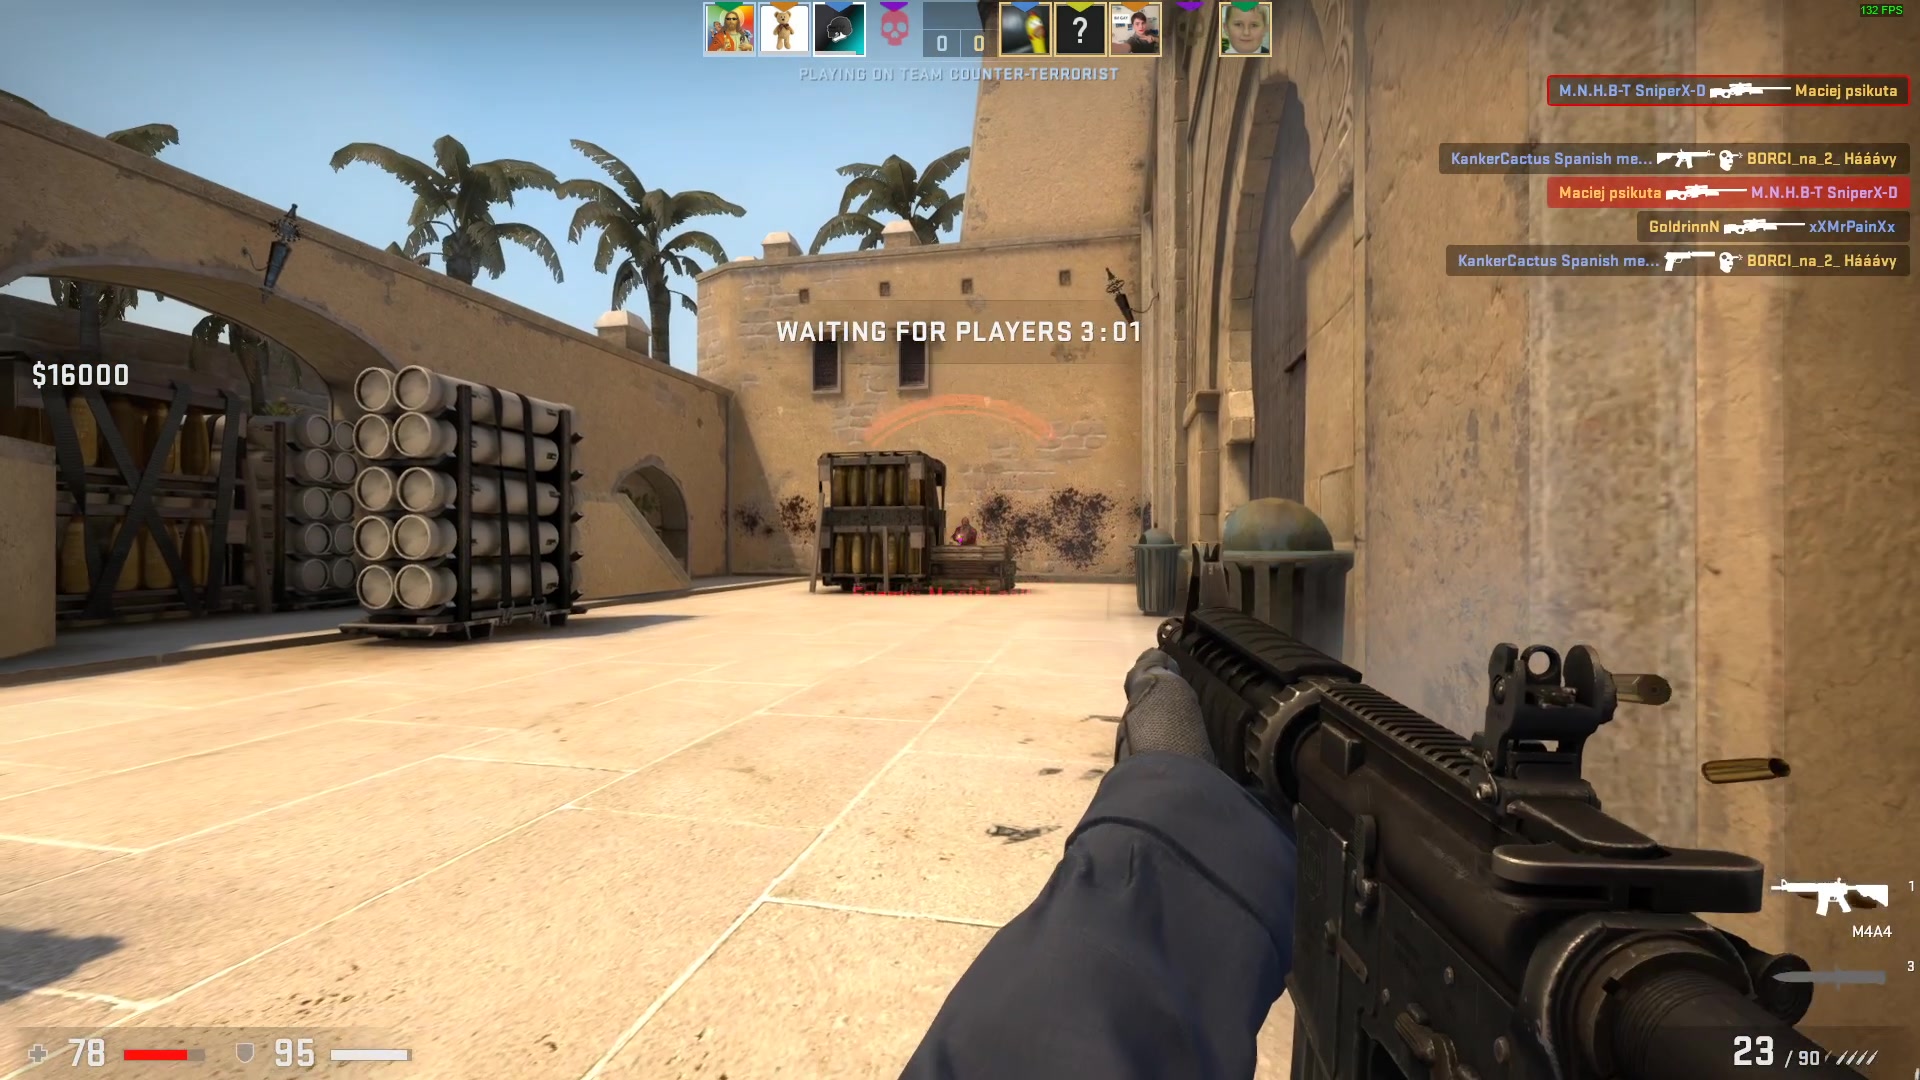 132 FPS
0 0
?
PLAYING ON TEAM COUNTER-TERRORIST
M.N.H.B-T SniperX-D Maciej psikuta
KankerCactus Spanish me... BORCI_na_2_ Hááávy
Maciej psikuta M.N.H.B-T SniperX-D
GoldrinnN xXMrPainXx
KankerCactus Spanish me... BORCI_na_2_ Hááávy
WAITING FOR PLAYERS 3:01
$16000
1
M4A4
3
78 95
23 / 90